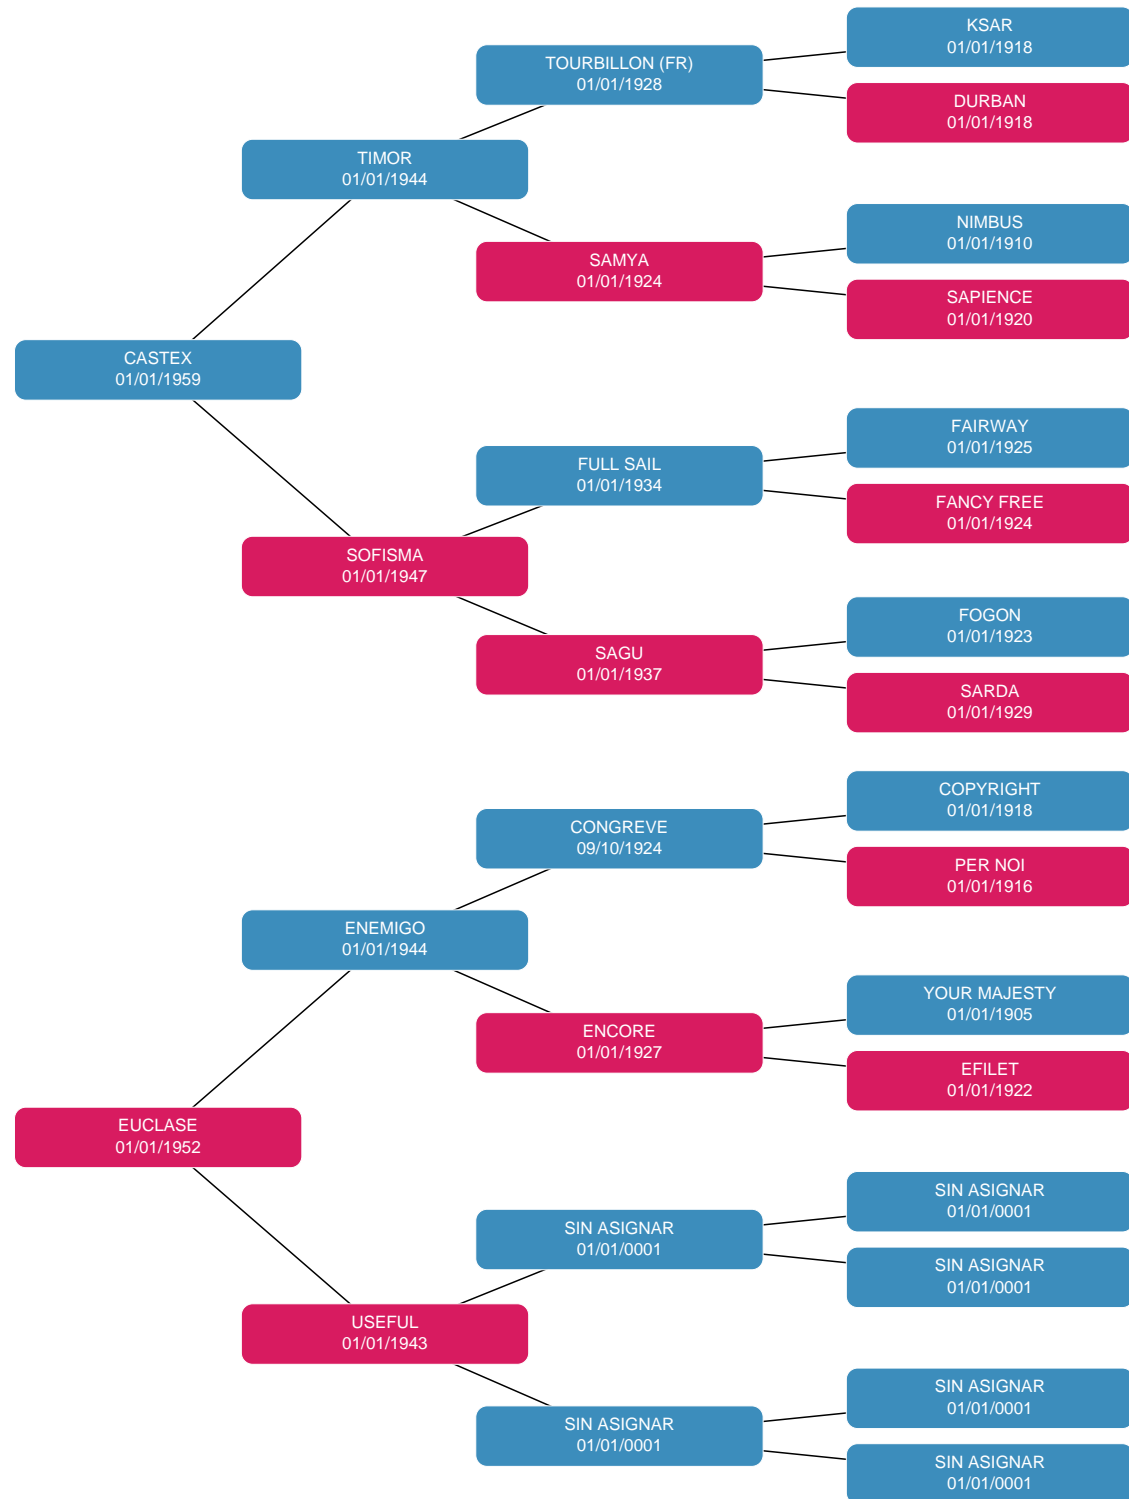 KSAR
01/01/1918
TOURBILLON (FR)
01/01/1928
DURBAN
01/01/1918
TIMOR
01/01/1944
NIMBUS
01/01/1910
SAMYA
01/01/1924
SAPIENCE
01/01/1920
CASTEX
01/01/1959
FAIRWAY
01/01/1925
FULL SAIL
01/01/1934
FANCY FREE
01/01/1924
SOFISMA
01/01/1947
FOGON
01/01/1923
SAGU
01/01/1937
SARDA
01/01/1929
COPYRIGHT
01/01/1918
CONGREVE
09/10/1924
PER NOI
01/01/1916
ENEMIGO
01/01/1944
YOUR MAJESTY
01/01/1905
ENCORE
01/01/1927
EFILET
01/01/1922
EUCLASE
01/01/1952
SIN ASIGNAR
01/01/0001
SIN ASIGNAR
01/01/0001
SIN ASIGNAR
01/01/0001
USEFUL
01/01/1943
SIN ASIGNAR
01/01/0001
SIN ASIGNAR
01/01/0001
SIN ASIGNAR
01/01/0001